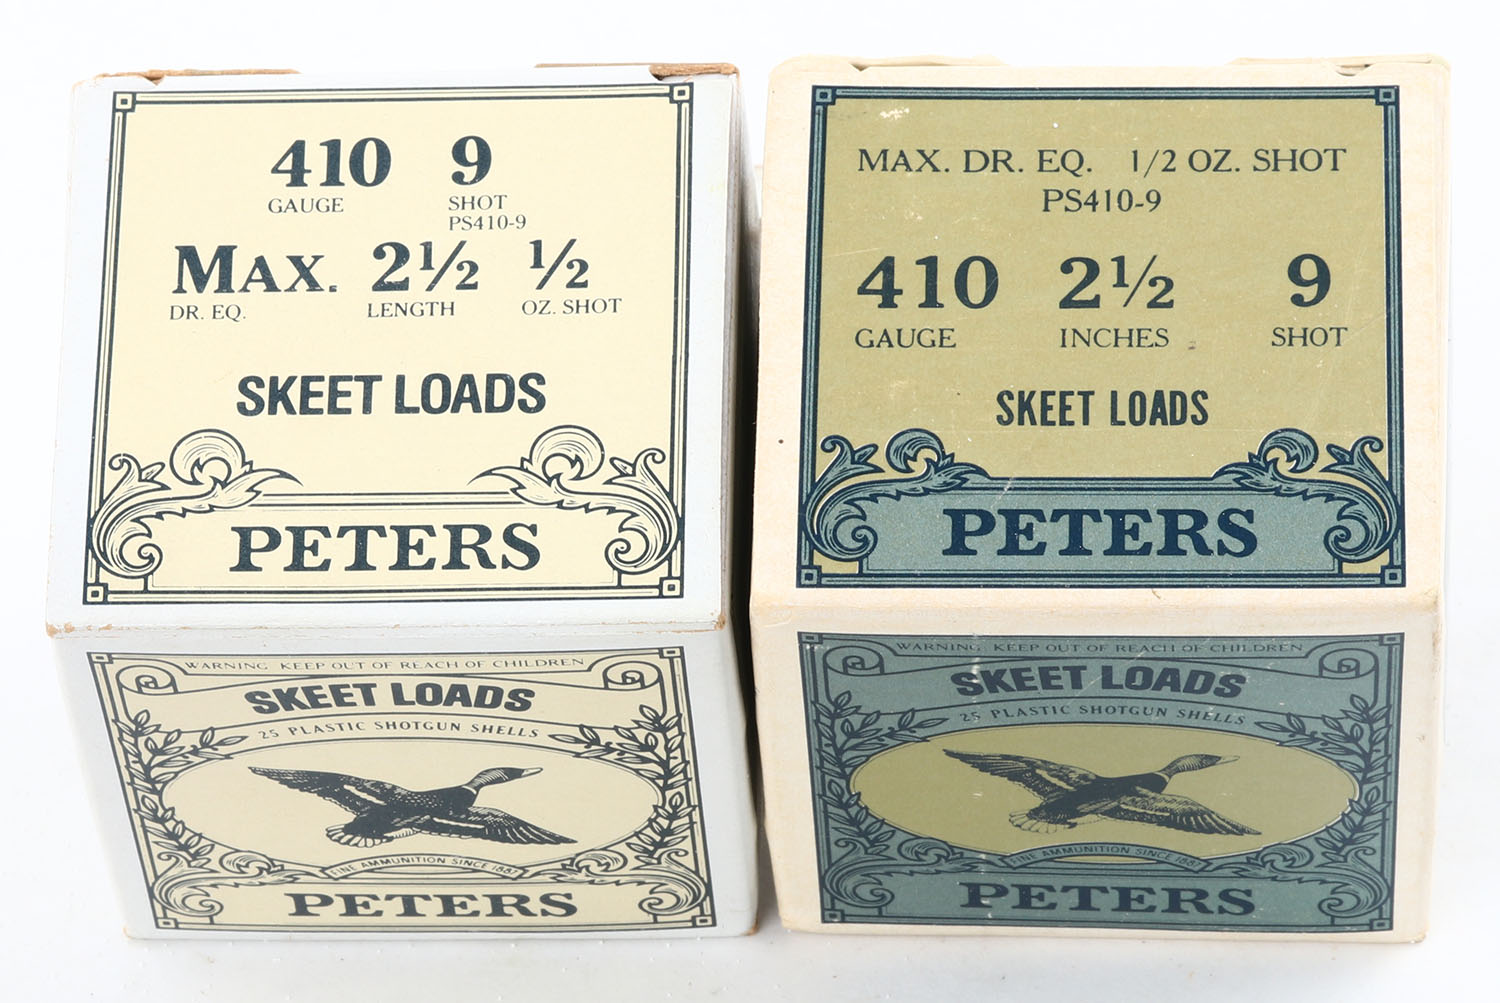 410 9
GAUGE SHOT
PS410-9
MAX. 2½ ½
DR. EQ. LENGTH OZ. SHOT
SKEET LOADS
PETERS
WARNING KEEP OUT OF REACH OF CHILDREN
SKEET LOADS
25 PLASTIC SHOTGUN SHELLS
FINE AMMUNITION SINCE 1887
PETERS
MAX. DR. EQ. 1/2 OZ. SHOT
PS410-9
410 2½ 9
GAUGE INCHES SHOT
SKEET LOADS
PETERS
WARNING: KEEP OUT OF REACH OF CHILDREN
SKEET LOADS
25 PLASTIC SHOTGUN SHELLS
FINE AMMUNITION SINCE 1887
PETERS